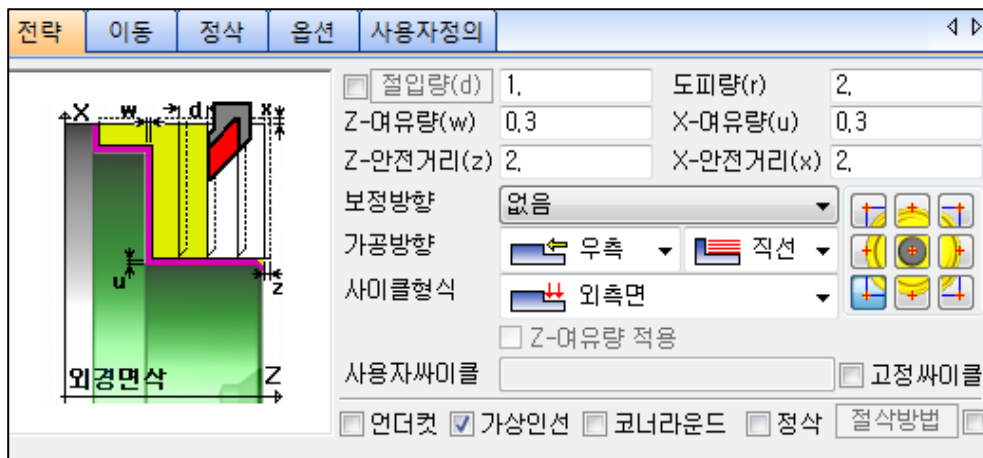 전략 이동 정삭 옵션 사용자정의
절입량(d) 1, 도피량(r) 2,
Z-여유량(w) 0,3 X-여유량(u) 0,3
Z-안전거리(z) 2, X-안전거리(x) 2,
보정방향 없음
가공방향 우측 직선
사이클형식 외측면
Z-여유량 적용
사용자싸이클 고정싸이클
언더컷 가상인선 코너라운드 정삭 절삭방법
X w d x
u z
외경면삭 Z